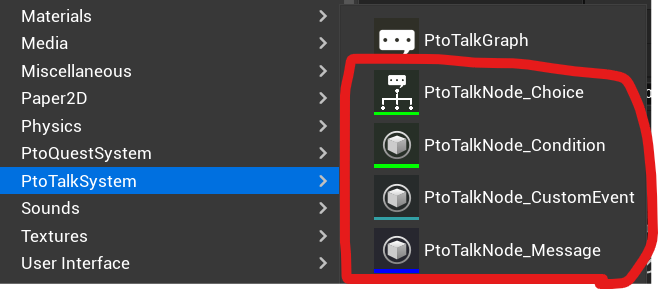 Materials
Media
Miscellaneous
Paper2D
Physics
PtoQuestSystem
PtoTalkSystem
Sounds
Textures
User Interface
PtoTalkGraph
PtoTalkNode_Choice
PtoTalkNode_Condition
PtoTalkNode_CustomEvent
PtoTalkNode_Message